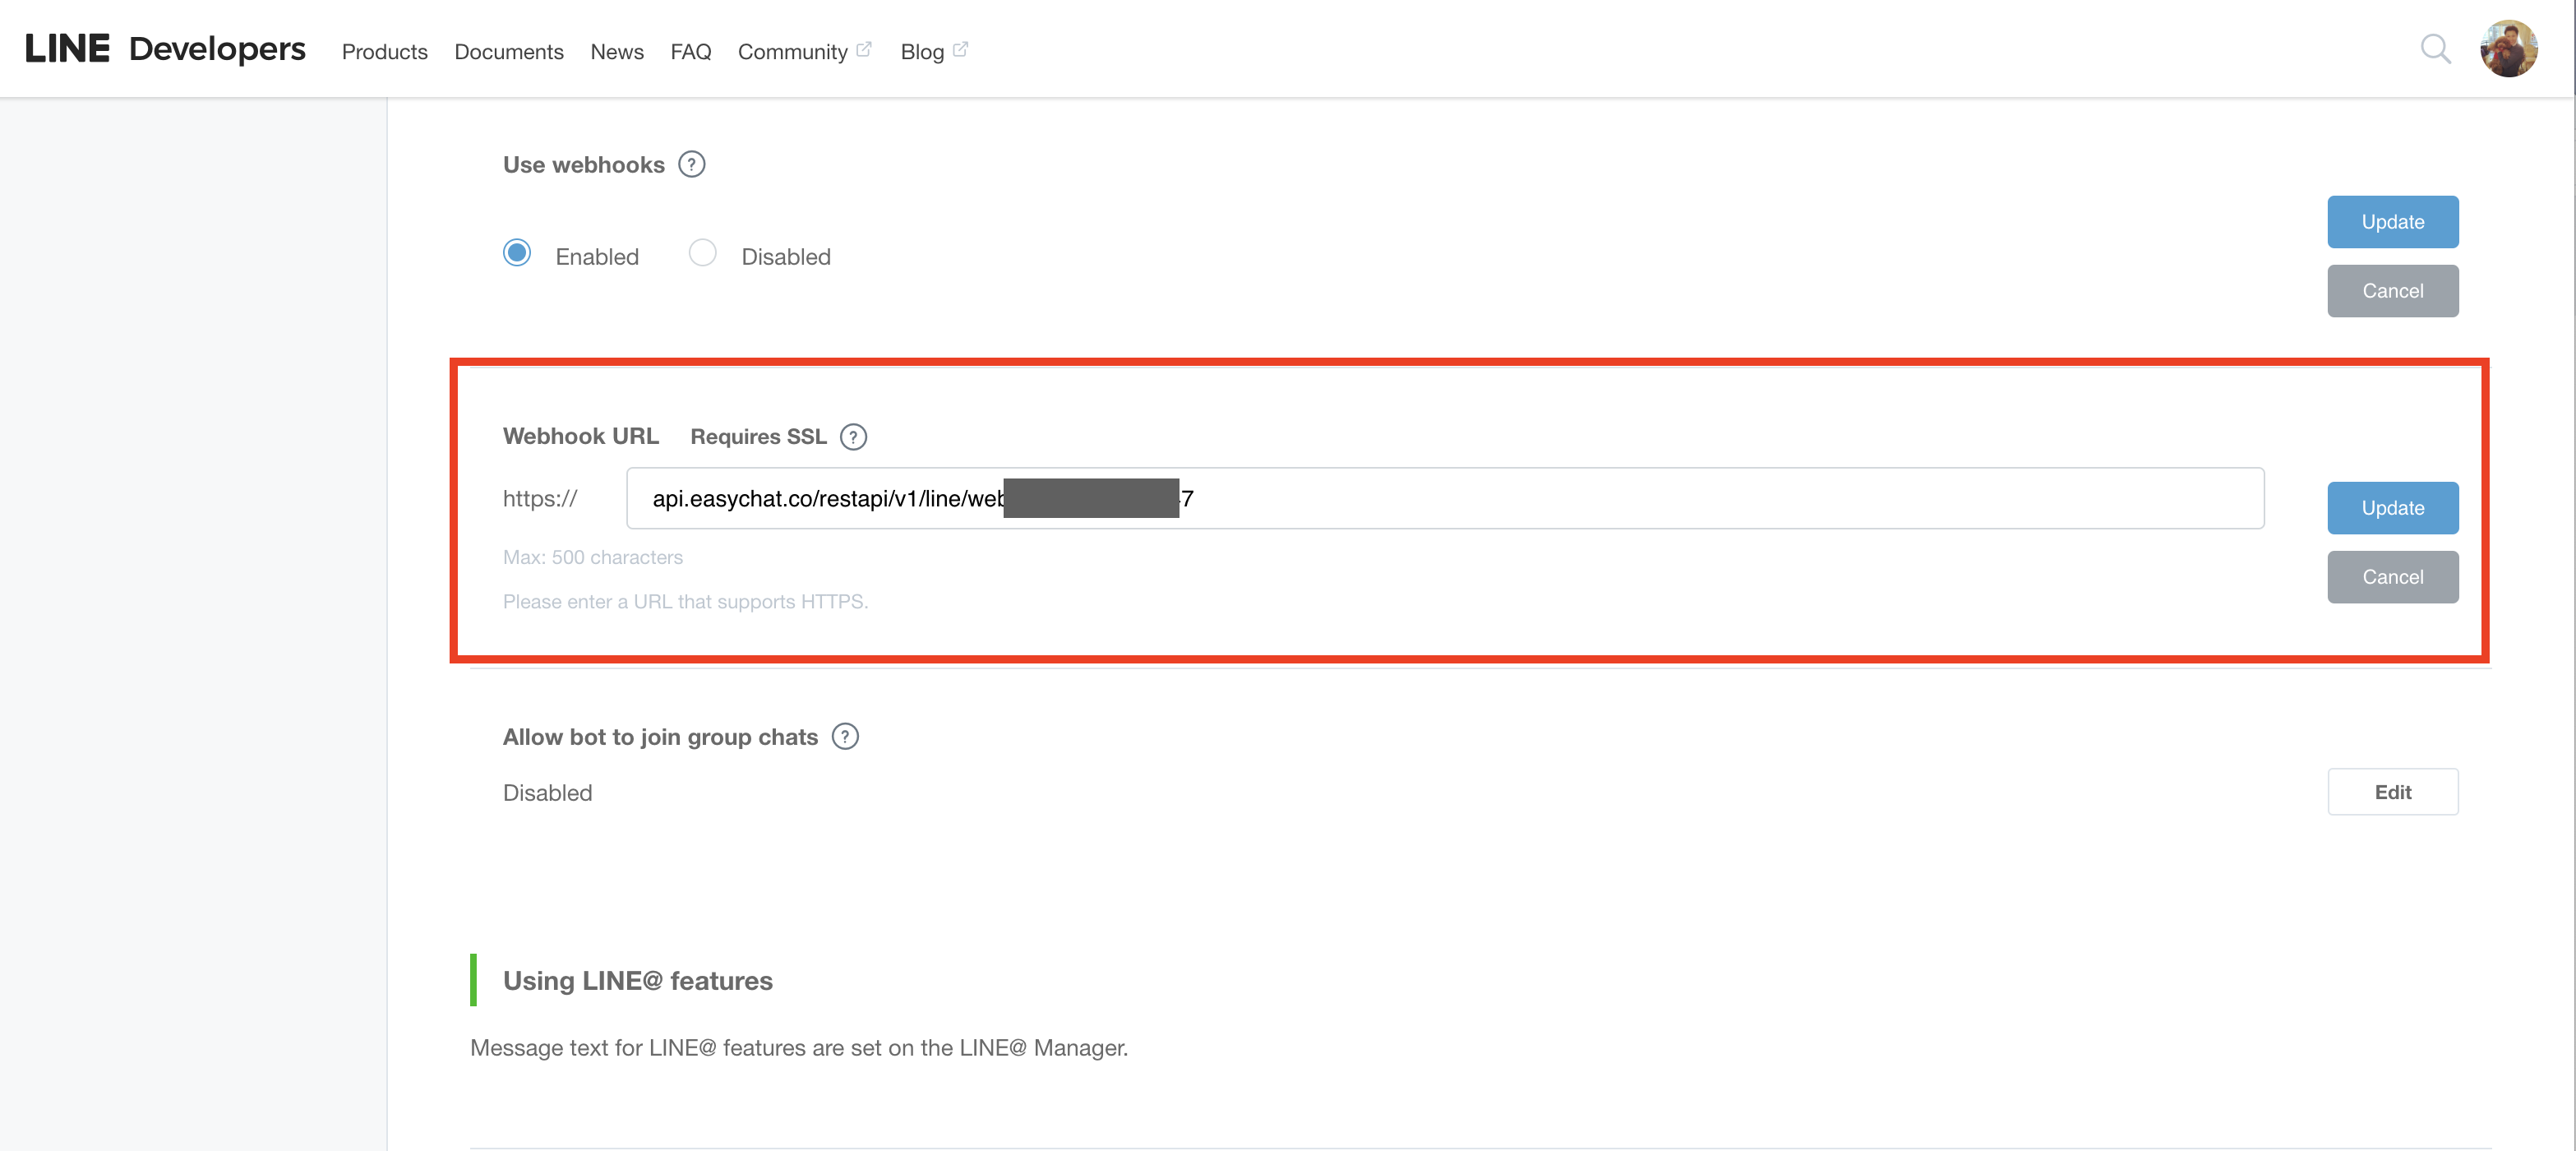 LINE Developers Products Documents News FAQ Community Blog
Use webhooks ?
Update
Enabled Disabled
Cancel
Webhook URL Requires SSL ?
https:// api.easychat.co/restapi/v1/line/web 7
Update
Max: 500 characters
Cancel
Please enter a URL that supports HTTPS.
Allow bot to join group chats ?
Disabled
Edit
Using LINE@ features
Message text for LINE@ features are set on the LINE@ Manager.